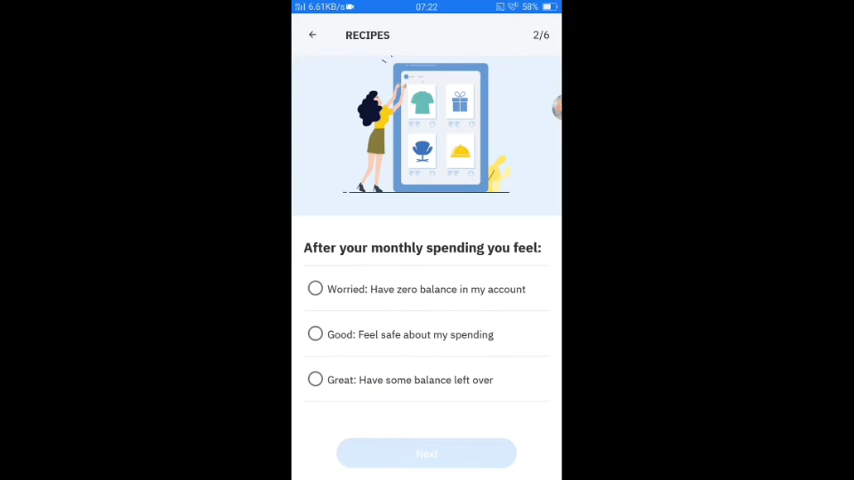 6.61KB/s 07:22 58%
RECIPES 2/6
After your monthly spending you feel:
Worried: Have zero balance in my account
Good: Feel safe about my spending
Great: Have some balance left over
Next